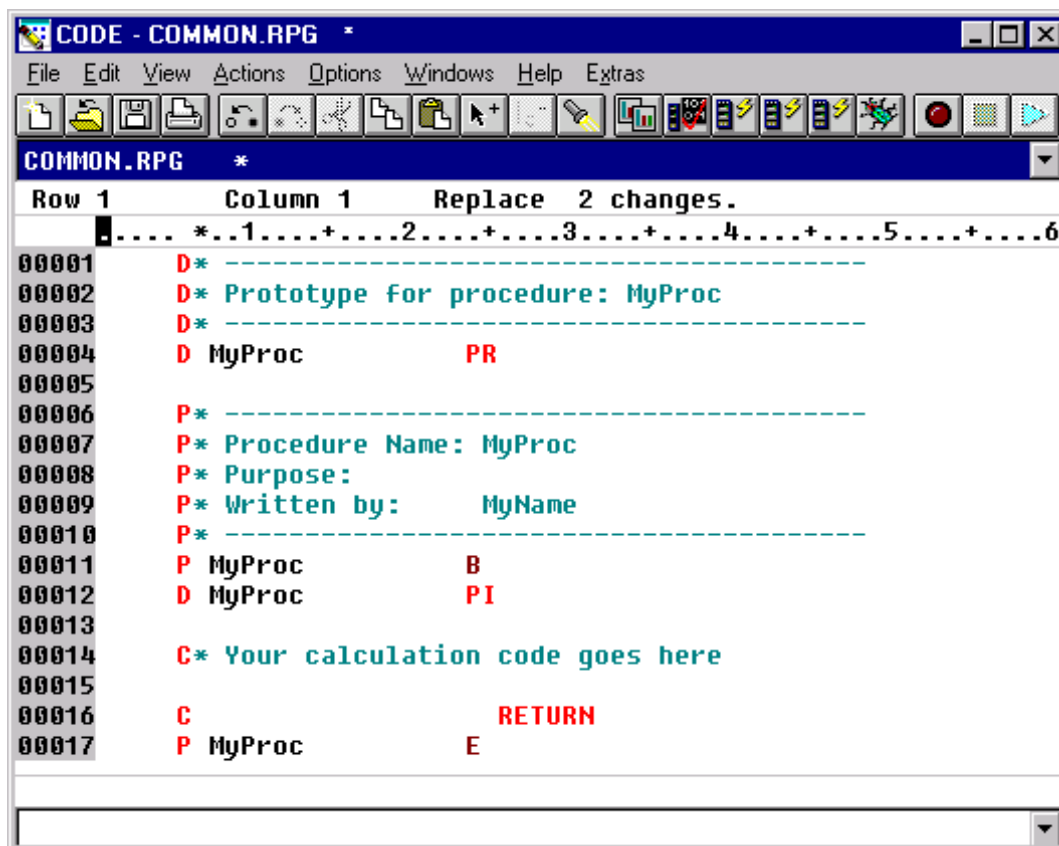 CODE - COMMON.RPG *
File Edit View Actions Options Windows Help Extras
COMMON.RPG *
Row 1 Column 1 Replace 2 changes.
..... *..1....+....2....+....3....+....4....+....5....+....6
00001 D* ----------------------------------------
00002 D* Prototype for procedure: MyProc
00003 D* ----------------------------------------
00004 D MyProc PR
00005
00006 P* ----------------------------------------
00007 P* Procedure Name: MyProc
00008 P* Purpose:
00009 P* Written by: MyName
00010 P* ----------------------------------------
00011 P MyProc B
00012 D MyProc PI
00013
00014 C* Your calculation code goes here
00015
00016 C RETURN
00017 P MyProc E